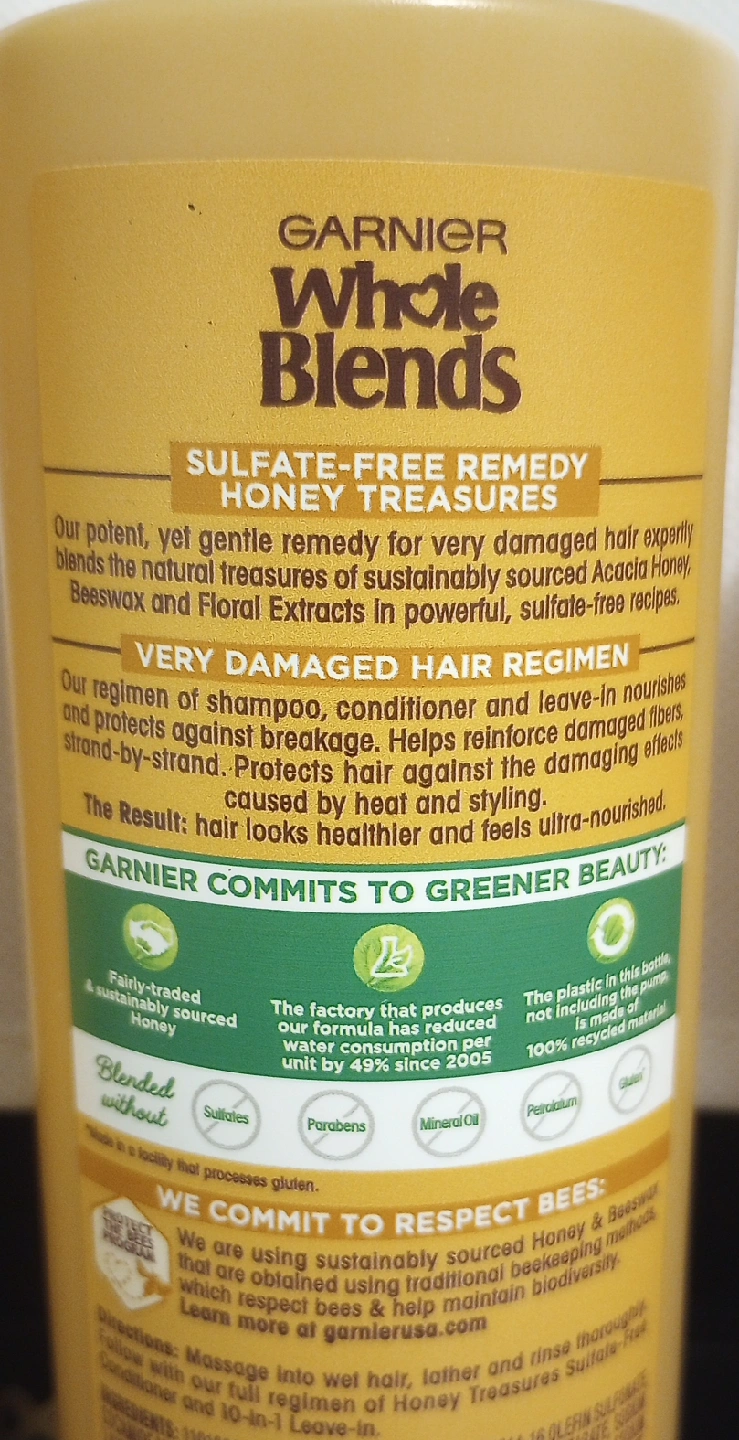 GARNIER
Whole
Blends
SULFATE-FREE REMEDY
HONEY TREASURES
Our potent, yet gentle remedy for very damaged hair expertly
blends the natural treasures of sustainably sourced Acacia Honey,
Beeswax and Floral Extracts in powerful, sulfate-free recipes.
VERY DAMAGED HAIR REGIMEN
Our regimen of shampoo, conditioner and leave-in nourishes
and protects against breakage. Helps reinforce damaged fibers,
strand-by-strand. Protects hair against the damaging effects
caused by heat and styling.
The Result: hair looks healthier and feels ultra-nourished.
GARNIER COMMITS TO GREENER BEAUTY:
Fairly-traded
& sustainably sourced
Honey
The factory that produces
our formula has reduced
water consumption per
unit by 49% since 2005
The plastic in this bottle,
not including the pump,
is made of
100% recycled material
Blended
without
Sulfates
Parabens
Mineral Oil
Petrolatum
Gluten*
*Made in a facility that processes gluten.
WE COMMIT TO RESPECT BEES:
PROTECT
THE BEES
PROGRAM
We are using sustainably sourced Honey & Beeswax
that are obtained using traditional beekeeping methods,
which respect bees & help maintain biodiversity.
Learn more at garnierusa.com
Directions: Massage into wet hair, lather and rinse thoroughly.
Follow with our full regimen of Honey Treasures Sulfate-Free
Conditioner and 10-in-1 Leave-in.
INGREDIENTS: OLEFIN SULFONATE,